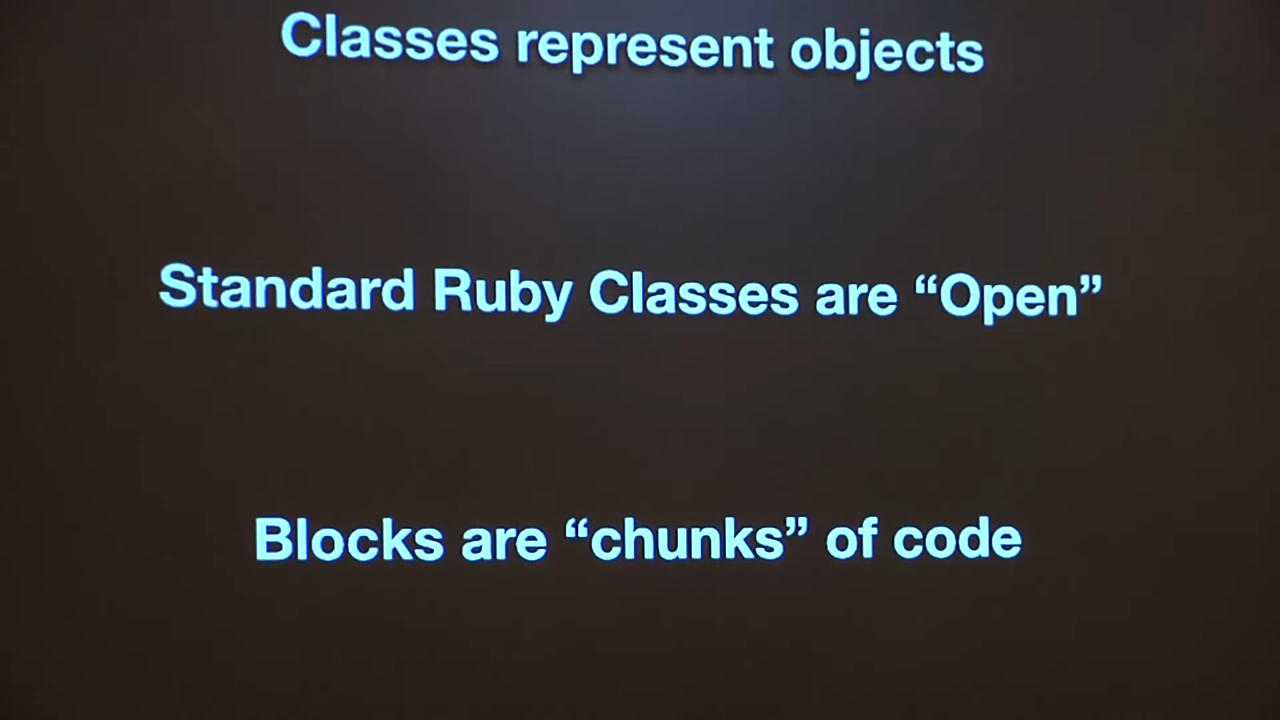 Classes represent objects
Standard Ruby Classes are “Open”
Blocks are “chunks” of code